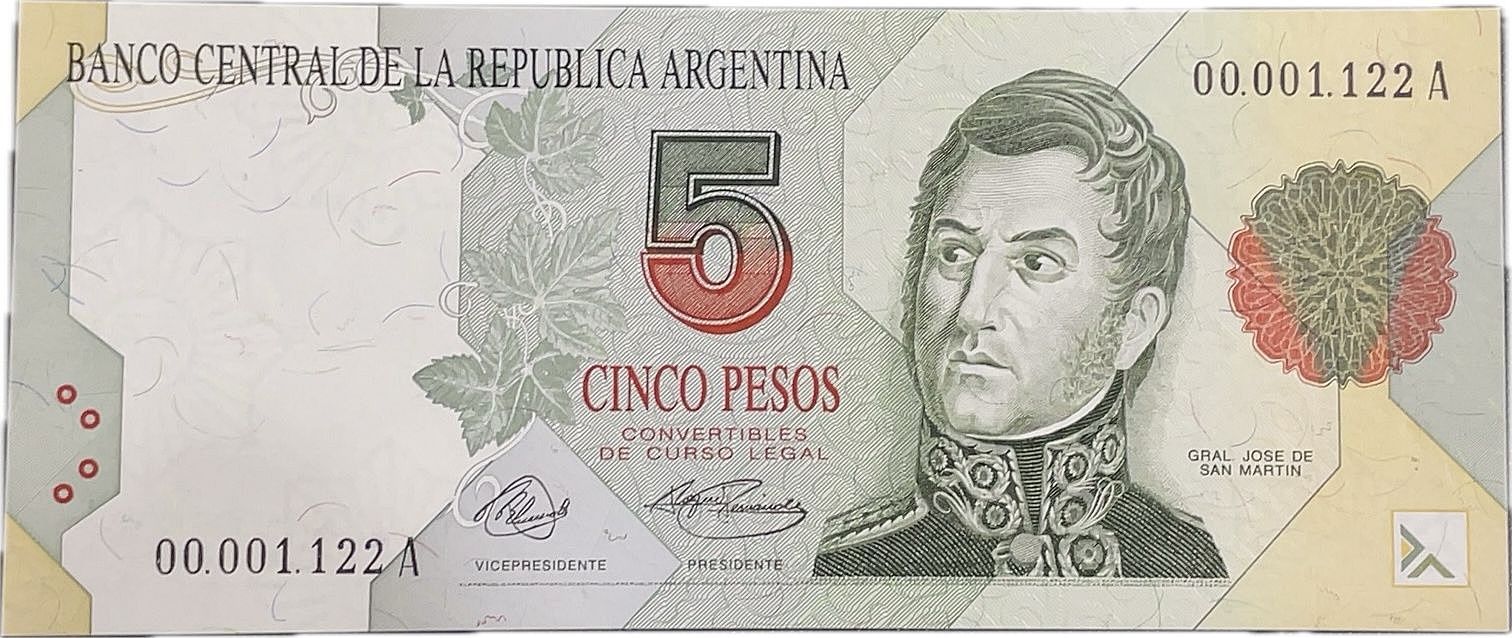 BANCO CENTRAL DE LA REPUBLICA ARGENTINA
00.001.122 A
5
CINCO PESOS
CONVERTIBLES
DE CURSO LEGAL
GRAL. JOSE DE
SAN MARTIN
00.001.122 A
VICEPRESIDENTE
PRESIDENTE